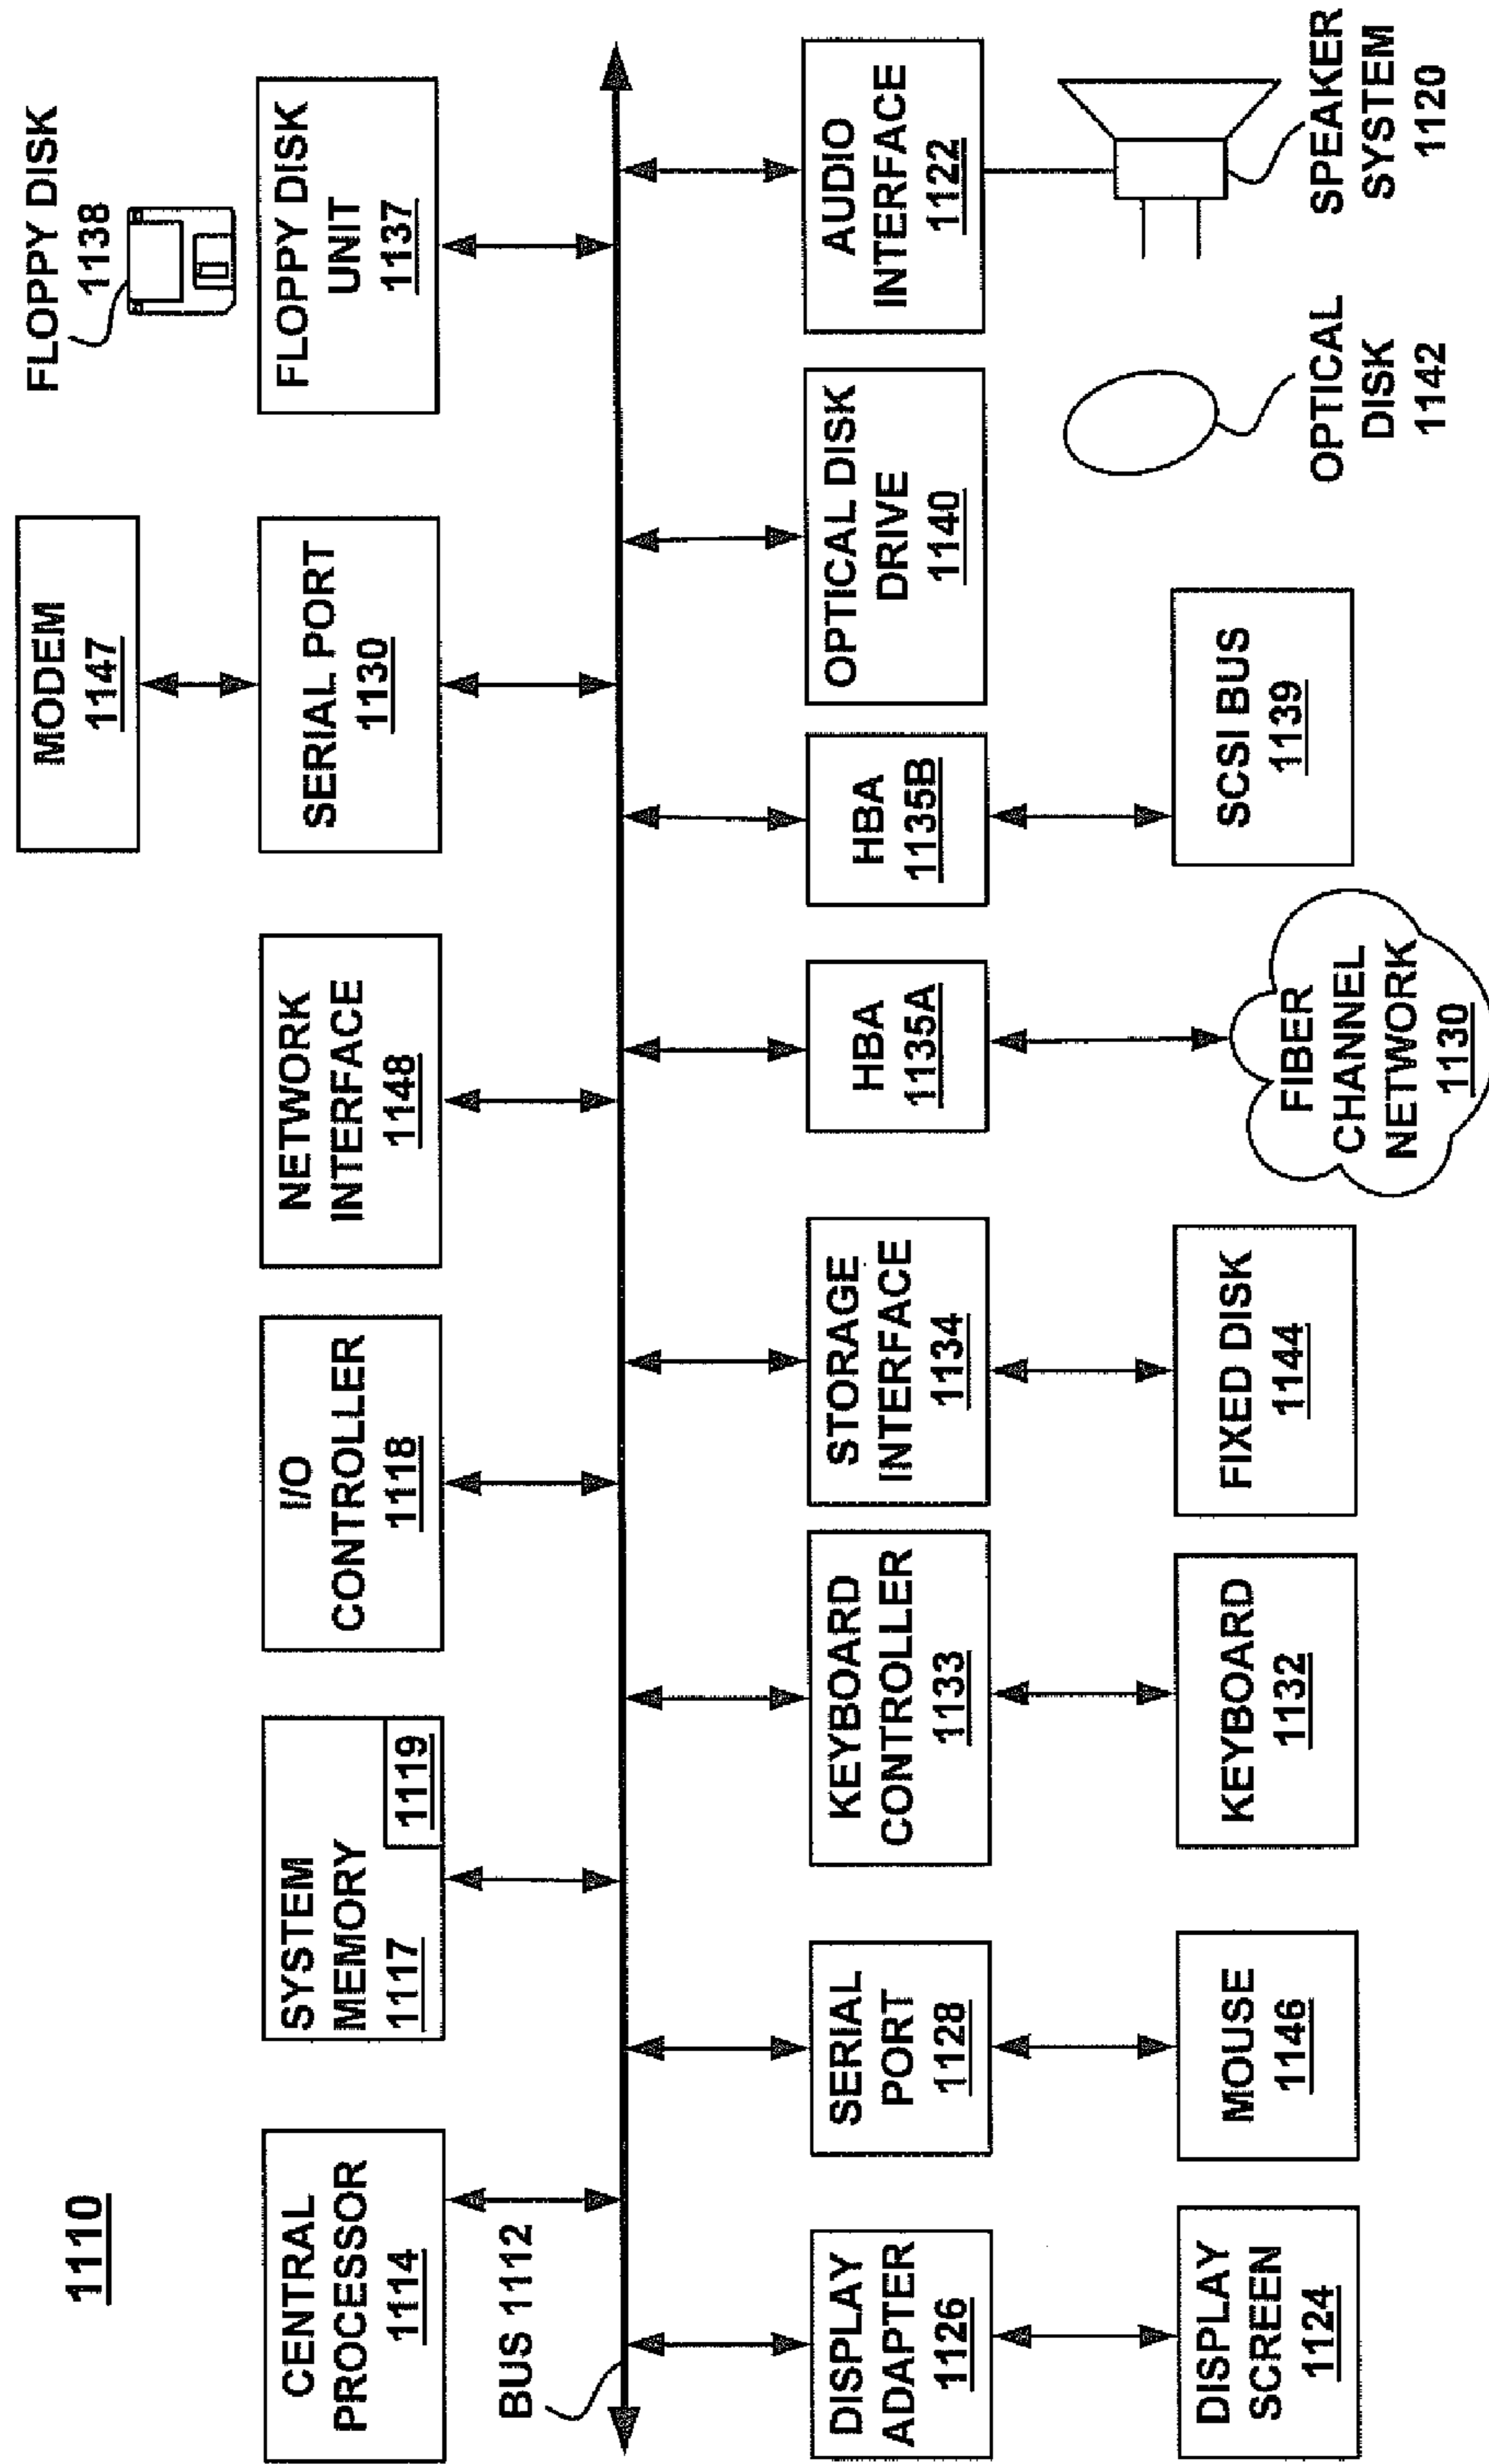 1110
CENTRAL
PROCESSOR
1114
SYSTEM
MEMORY
1117
1119
I/O
CONTROLLER
1118
NETWORK
INTERFACE
1148
MODEM
1147
SERIAL PORT
1130
FLOPPY DISK
1138
FLOPPY DISK
UNIT
1137
BUS 1112
DISPLAY
ADAPTER
1126
SERIAL
PORT
1128
KEYBOARD
CONTROLLER
1133
STORAGE
INTERFACE
1134
HBA
1135A
HBA
1135B
OPTICAL DISK
DRIVE
1140
AUDIO
INTERFACE
1122
DISPLAY
SCREEN
1124
MOUSE
1146
KEYBOARD
1132
FIXED DISK
1144
FIBER
CHANNEL
NETWORK
1130
SCSI BUS
1139
OPTICAL
DISK
1142
SPEAKER
SYSTEM
1120